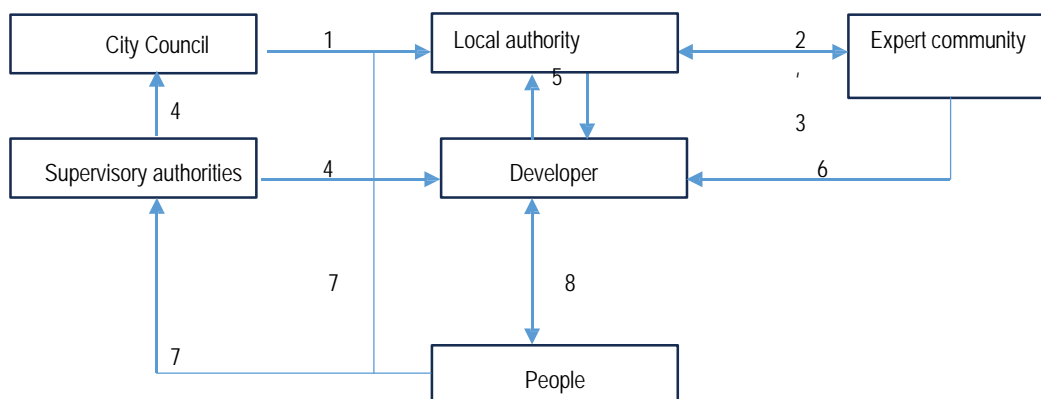 City Council
1
Local authority
2
,
3
Expert community
4
5
Supervisory authorities
4
Developer
6
7
8
7
People